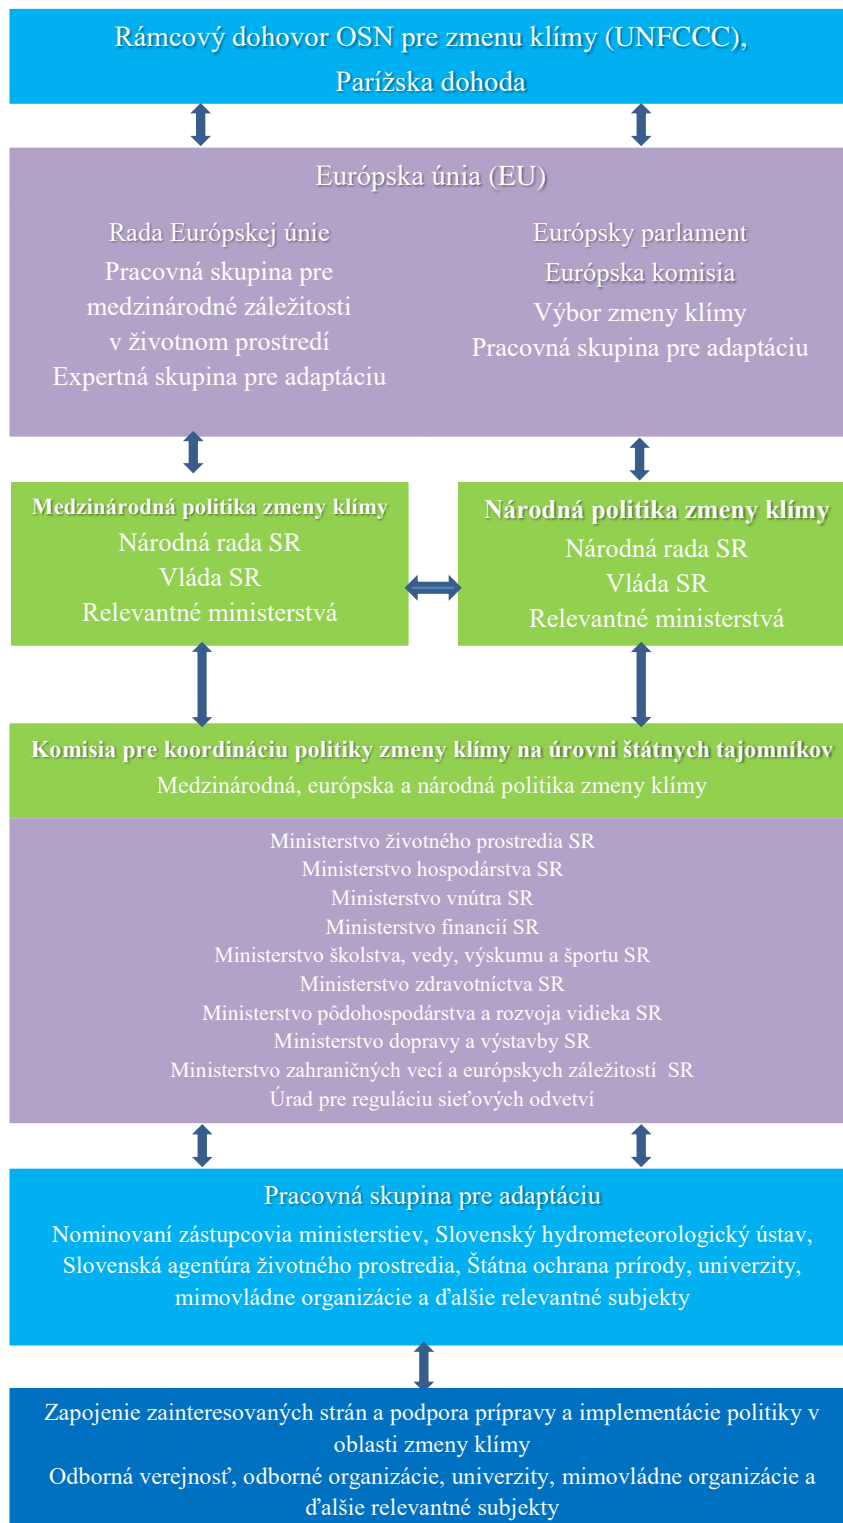 Rámcový dohovor OSN pre zmenu klímy (UNFCCC),
Parížska dohoda
Európska únia (EU)
Rada Európskej únie
Pracovná skupina pre
medzinárodné záležitosti
v životnom prostredí
Expertná skupina pre adaptáciu
Európsky parlament
Európska komisia
Výbor zmeny klímy
Pracovná skupina pre adaptáciu
Medzinárodná politika zmeny klímy
Národná rada SR
Vláda SR
Relevantné ministerstvá
Národná politika zmeny klímy
Národná rada SR
Vláda SR
Relevantné ministerstvá
Komisia pre koordináciu politiky zmeny klímy na úrovni štátnych tajomníkov
Medzinárodná, európska a národná politika zmeny klímy
Ministerstvo životného prostredia SR
Ministerstvo hospodárstva SR
Ministerstvo vnútra SR
Ministerstvo financií SR
Ministerstvo školstva, vedy, výskumu a športu SR
Ministerstvo zdravotníctva SR
Ministerstvo pôdohospodárstva a rozvoja vidieka SR
Ministerstvo dopravy a výstavby SR
Ministerstvo zahraničných vecí a európskych záležitostí  SR
Úrad pre reguláciu sieťových odvetví
Pracovná skupina pre adaptáciu
Nominovaní zástupcovia ministerstiev, Slovenský hydrometeorologický ústav,
Slovenská agentúra životného prostredia, Štátna ochrana prírody, univerzity,
mimovládne organizácie a ďalšie relevantné subjekty
Zapojenie zainteresovaných strán a podpora prípravy a implementácie politiky v
oblasti zmeny klímy
Odborná verejnosť, odborné organizácie, univerzity, mimovládne organizácie a
ďalšie relevantné subjekty